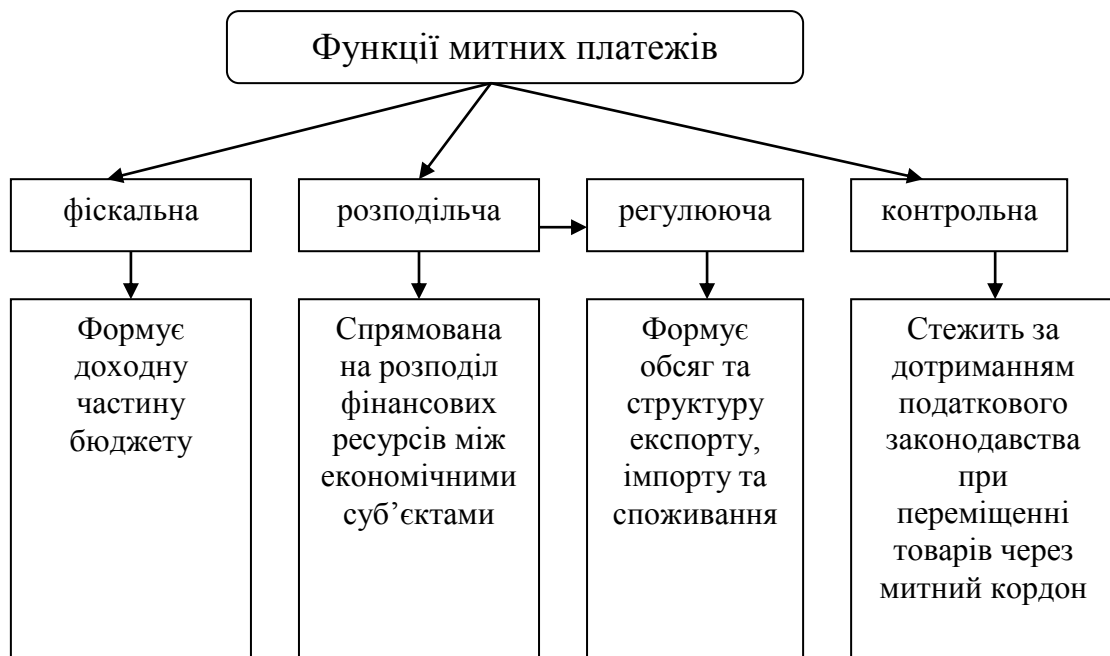 Функції митних платежів
фіскальна
розподільча
регулююча
контрольна
Формує
доходну
частину
бюджету
Спрямована
на розподіл
фінансових
ресурсів між
економічними
суб’єктами
Формує
обсяг та
структуру
експорту,
імпорту та
споживання
Стежить за
дотриманням
податкового
законодавства
при
переміщенні
товарів через
митний кордон